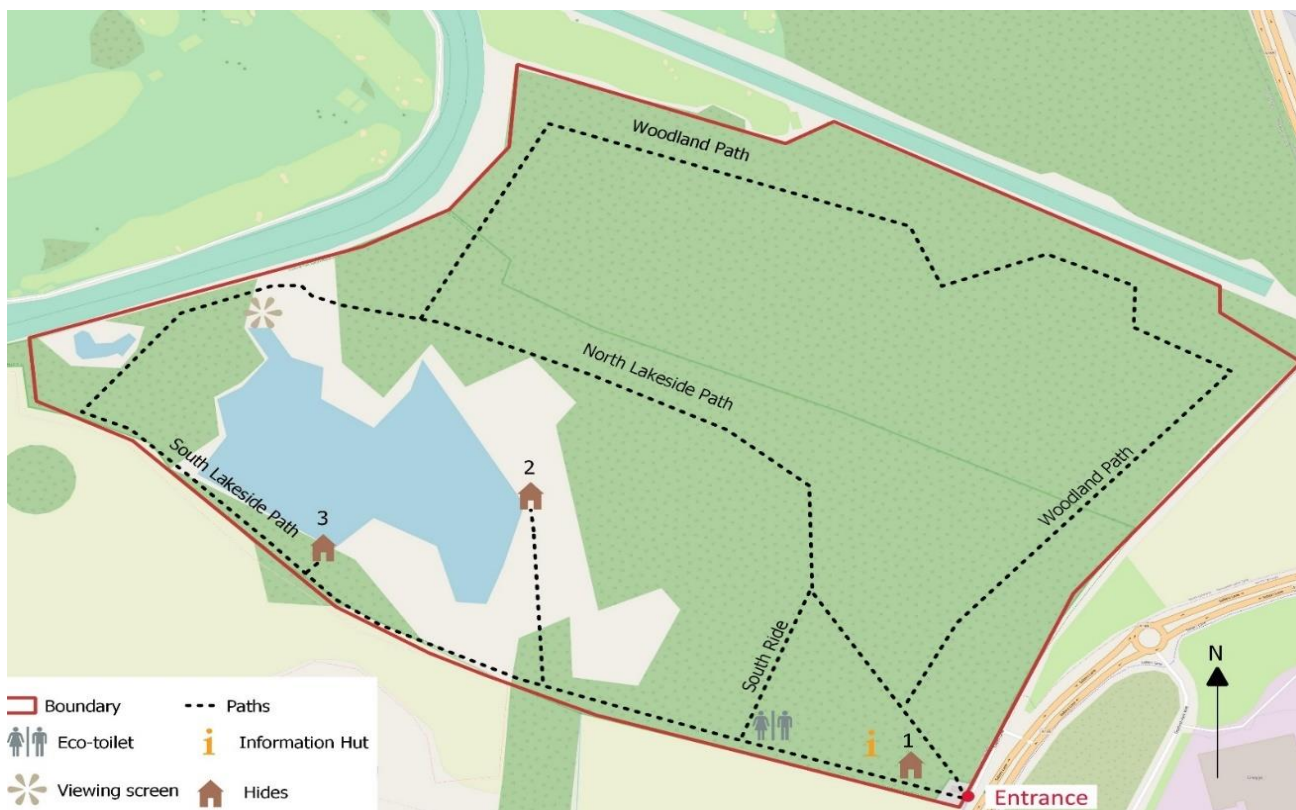 Woodland Path
North Lakeside Path
Woodland Path
South Lakeside Path
2
3
South Ride
1
N
Entrance
Boundary
Paths
Eco-toilet
i
Information Hut
Viewing screen
Hides